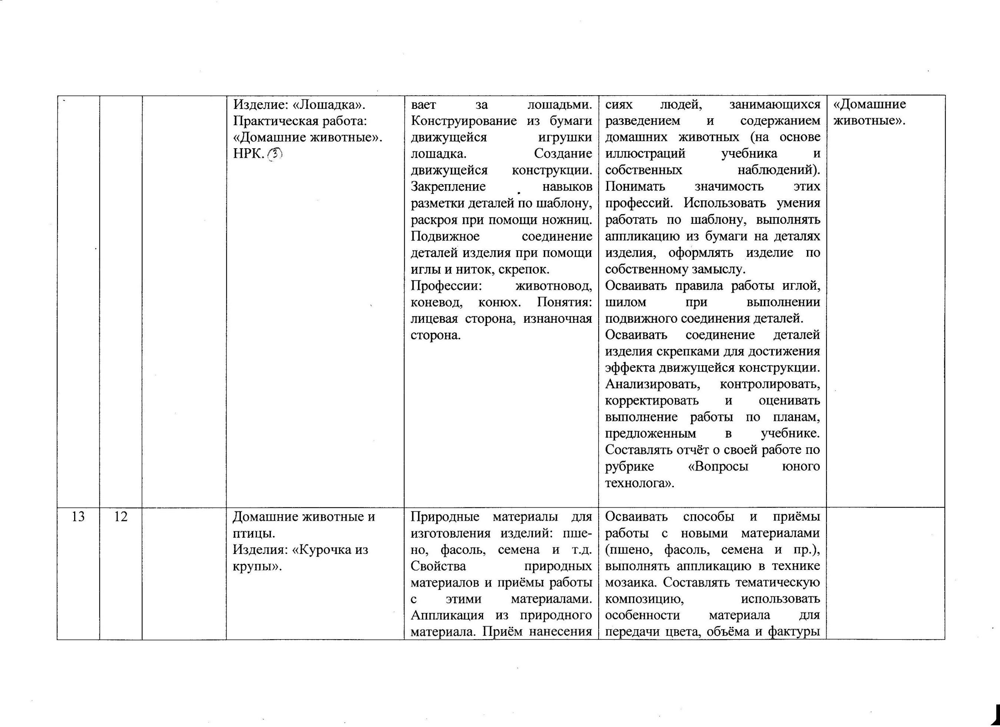 Изделие: «Лошадка».
Практическая работа:
«Домашние животные».
НРК. (3)
вает за лошадьми.
Конструирование из бумаги
движущейся игрушки
лошадка. Создание
движущейся конструкции.
Закрепление навыков
разметки деталей по шаблону,
раскроя при помощи ножниц.
Подвижное соединение
деталей изделия при помощи
иглы и ниток, скрепок.
Профессии: животновод,
коневод, конюх. Понятия:
лицевая сторона, изнаночная
сторона.
сиях людей, занимающихся
разведением и содержанием
домашних животных (на основе
иллюстраций учебника и
собственных наблюдений).
Понимать значимость этих
профессий. Использовать умения
работать по шаблону, выполнять
аппликацию из бумаги на деталях
изделия, оформлять изделие по
собственному замыслу.
Осваивать правила работы иглой,
шилом при выполнении
подвижного соединения деталей.
Осваивать соединение деталей
изделия скрепками для достижения
эффекта движущейся конструкции.
Анализировать, контролировать,
корректировать и оценивать
выполнение работы по планам,
предложенным в учебнике.
Составлять отчёт о своей работе по
рубрике «Вопросы юного
технолога».
«Домашние
животные».
13
12
Домашние животные и
птицы.
Изделия: «Курочка из
крупы».
Природные материалы для
изготовления изделий: пше-
но, фасоль, семена и т.д.
Свойства природных
материалов и приёмы работы
с этими материалами.
Аппликация из природного
материала. Приём нанесения
Осваивать способы и приёмы
работы с новыми материалами
(пшено, фасоль, семена и пр.),
выполнять аппликацию в технике
мозаика. Составлять тематическую
композицию, использовать
особенности материала для
передачи цвета, объёма и фактуры